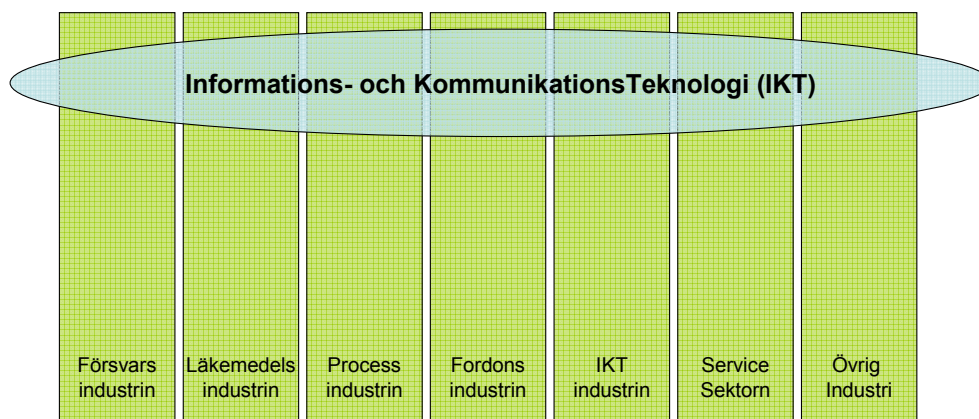 Informations- och KommunikationsTeknologi (IKT)
Försvars
industrin
Läkemedels
industrin
Process
industrin
Fordons
industrin
IKT
industrin
Service
Sektorn
Övrig
Industri